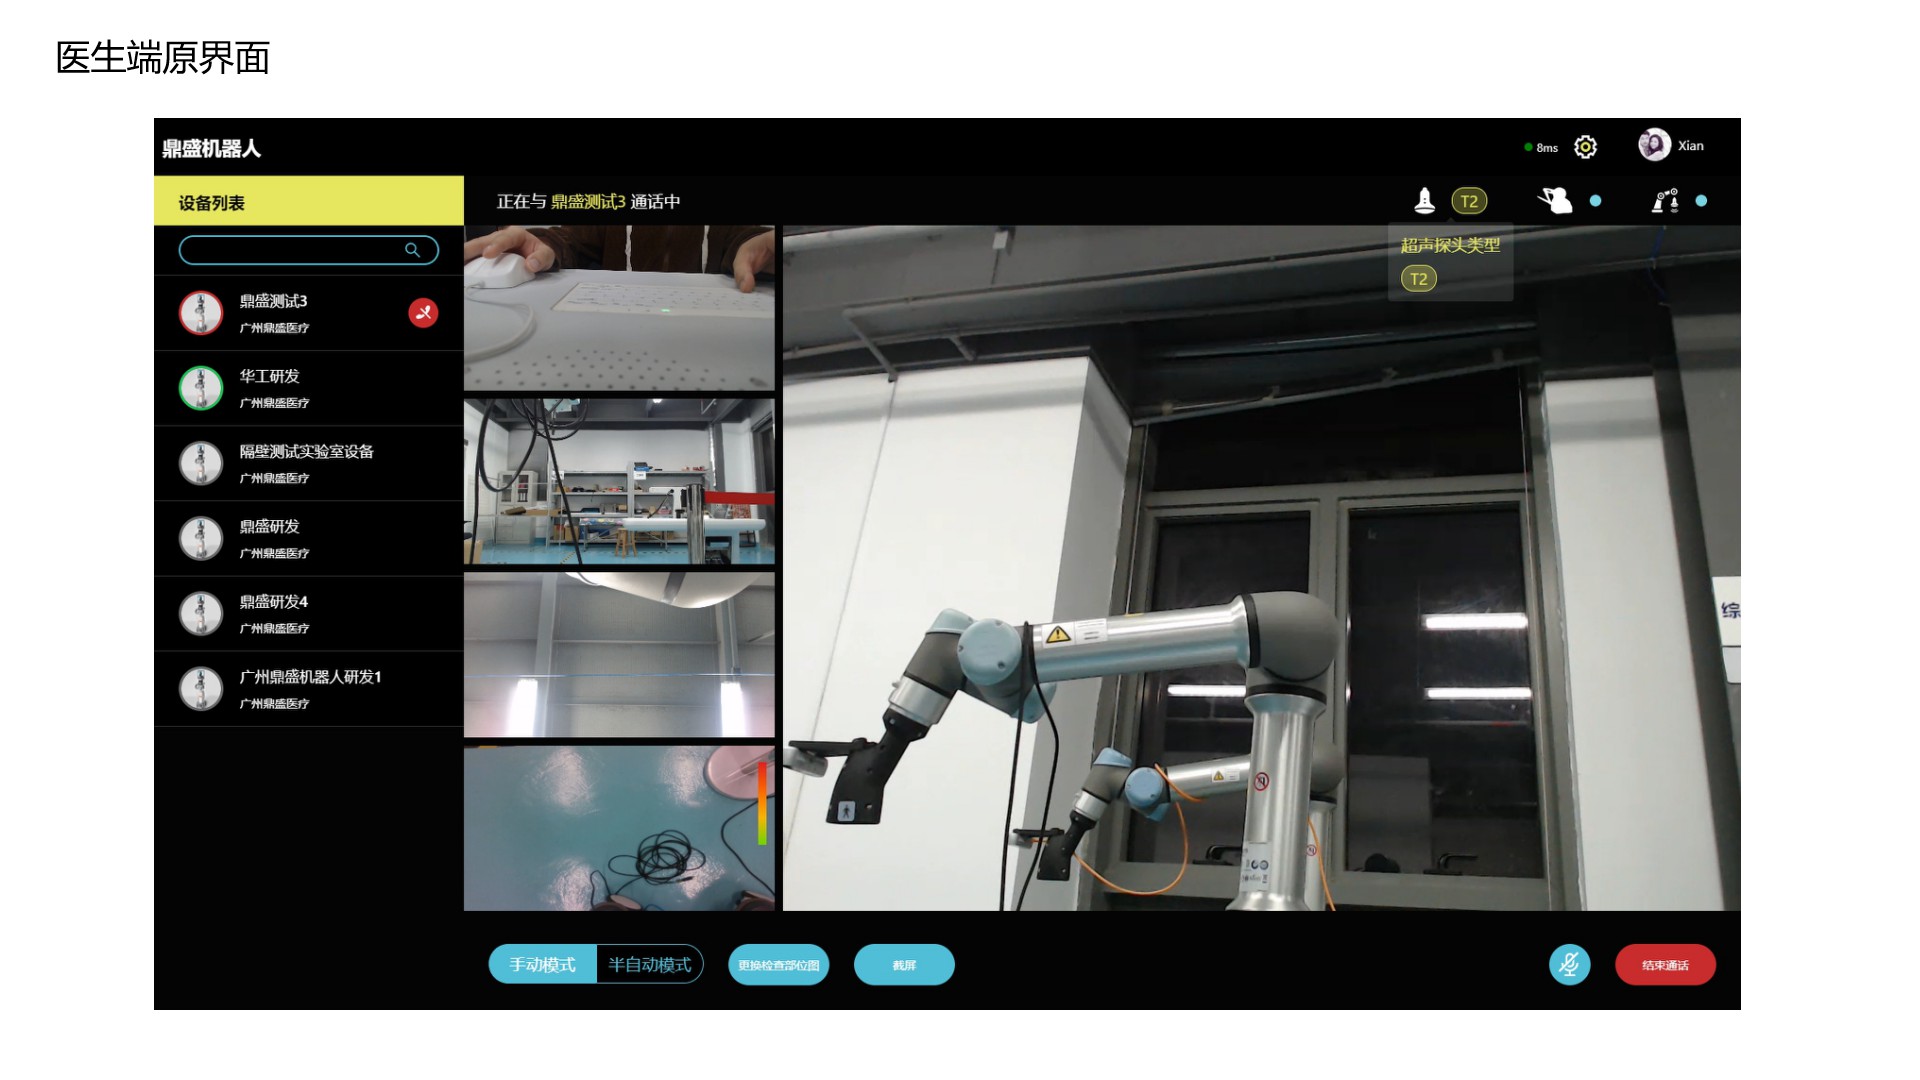 医生端原界面
鼎盛机器人
8ms
Xian
设备列表
正在与 鼎盛测试3 通话中
T2
超声探头类型
T2
鼎盛测试3
广州鼎盛医疗
华工研发
广州鼎盛医疗
隔壁测试实验室设备
广州鼎盛医疗
鼎盛研发
广州鼎盛医疗
鼎盛研发4
广州鼎盛医疗
广州鼎盛机器人研发1
广州鼎盛医疗
综
手动模式
半自动模式
更换检查部位图
截屏
结束通话